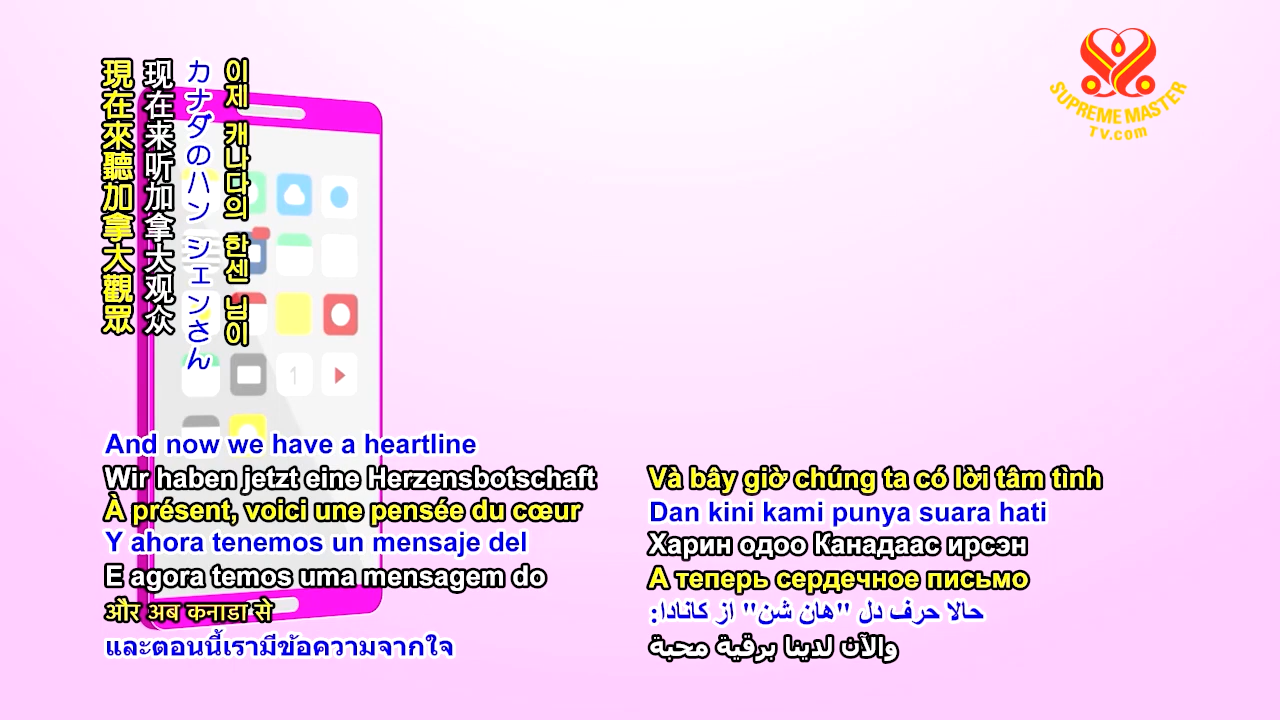 現在來聽加拿大觀眾
现在来听加拿大观众
カナダのハン シェンさん
이제 캐나다의 한센 님이
SUPREME MASTER
TV.com
1
And now we have a heartline
Wir haben jetzt eine Herzensbotschaft
À présent, voici une pensée du cœur
Y ahora tenemos un mensaje del
E agora temos uma mensagem do
और अब कनाडा से
และตอนนี้เรามีข้อความจากใจ
Và bây giờ chúng ta có lời tâm tình
Dan kini kami punya suara hati
Харин одоо Канадаас ирсэн
А теперь сердечное письмо
حالا حرف دل "هان شن" از کانادا:
والآن لدينا برقية محبة